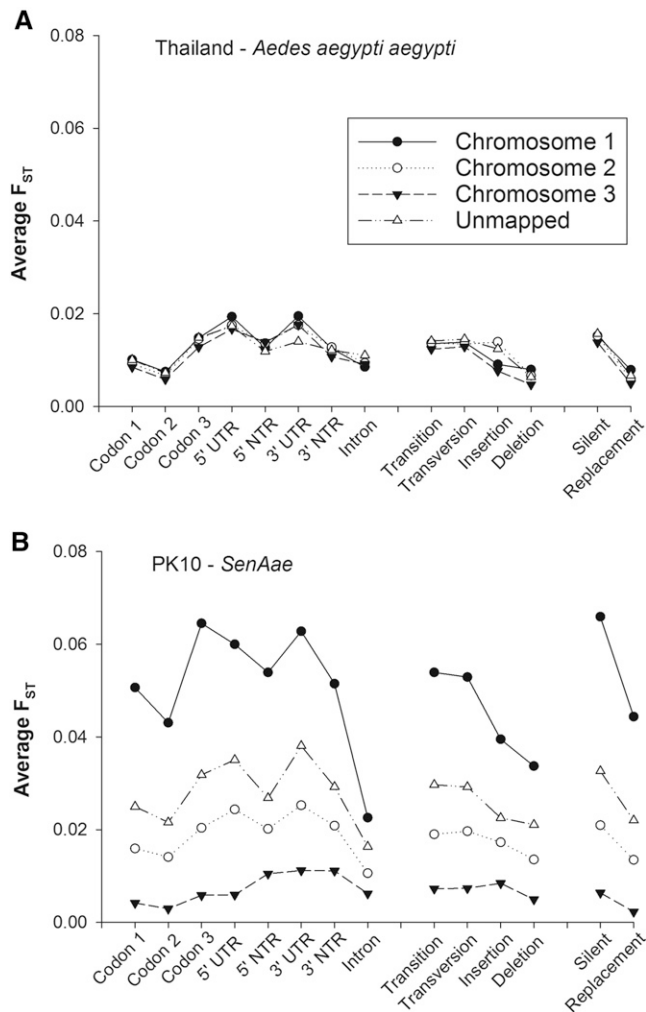 A
Thailand - Aedes aegypti aegypti
Chromosome 1
Chromosome 2
Chromosome 3
Unmapped
Average FST
0.08
0.06
0.04
0.02
0.00
Codon 1
Codon 2
Codon 3
5' UTR
5' NTR
3' UTR
3' NTR
Intron
Transition
Transversion
Insertion
Deletion
Silent
Replacement
B
PK10 - SenAae
Average FST
0.08
0.06
0.04
0.02
0.00
Codon 1
Codon 2
Codon 3
5' UTR
5' NTR
3' UTR
3' NTR
Intron
Transition
Transversion
Insertion
Deletion
Silent
Replacement